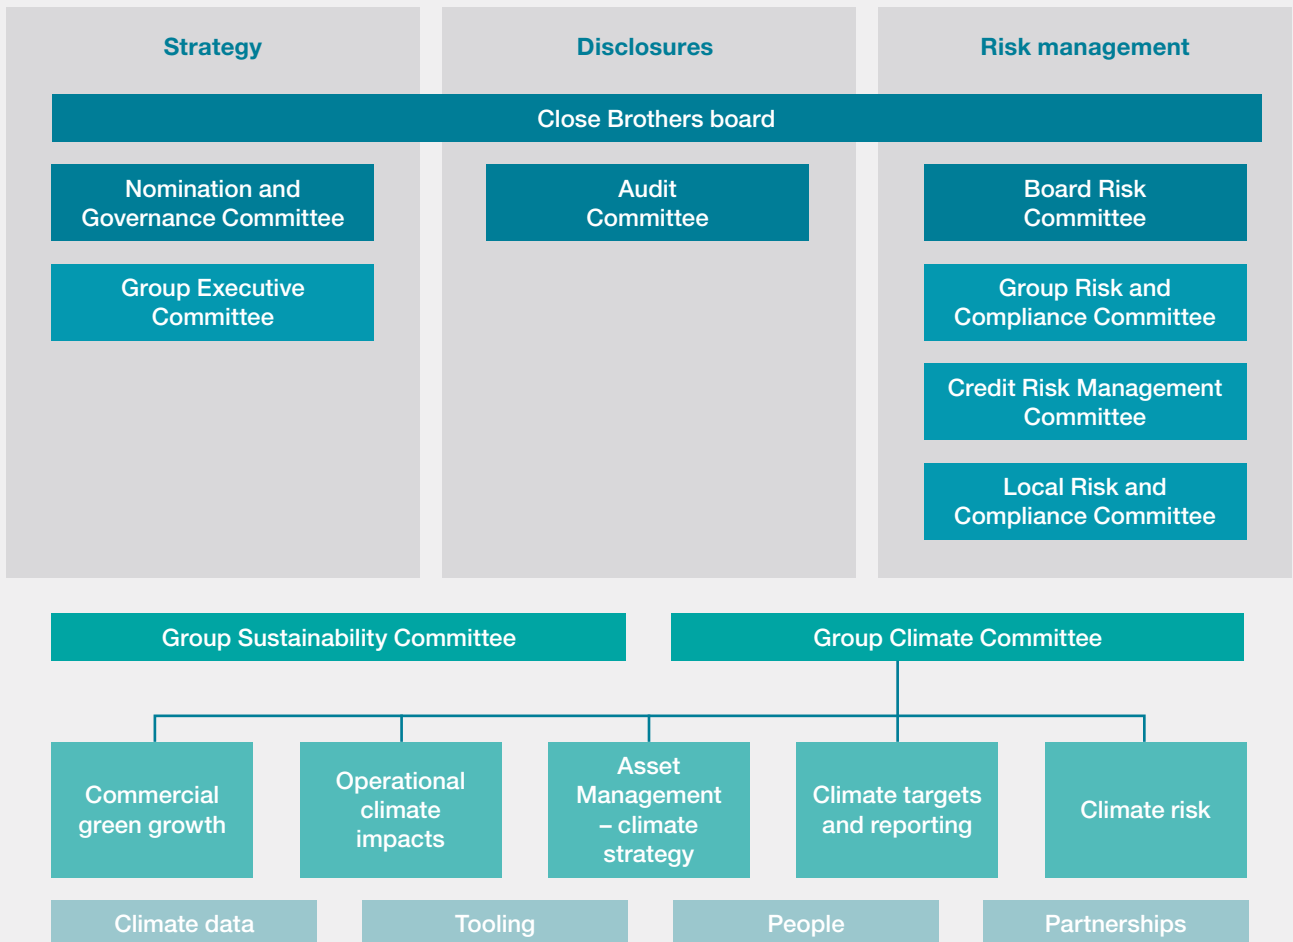 Strategy
Disclosures
Risk management
Close Brothers board
Nomination and
Governance Committee
Audit
Committee
Board Risk
Committee
Group Executive
Committee
Group Risk and
Compliance Committee
Credit Risk Management
Committee
Local Risk and
Compliance Committee
Group Sustainability Committee
Group Climate Committee
Commercial
green growth
Operational
climate
impacts
Asset
Management
– climate
strategy
Climate targets
and reporting
Climate risk
Climate data
Tooling
People
Partnerships